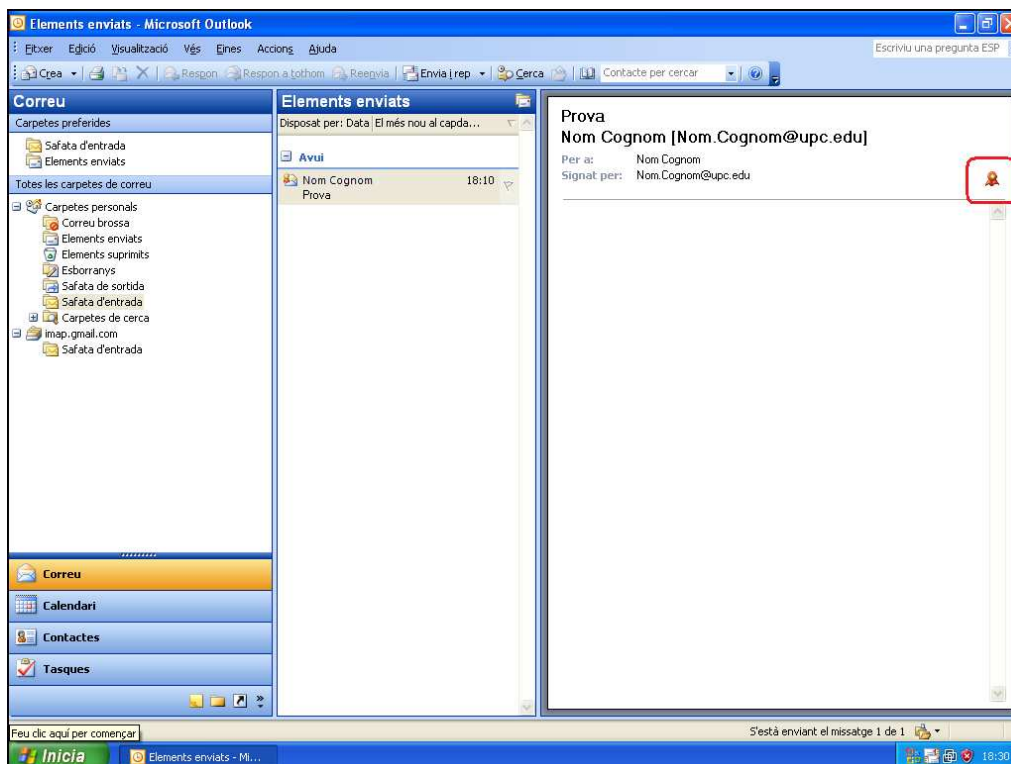 Elements enviats - Microsoft Outlook
Fitxer Edició Visualització Vés Eines Accions Ajuda
Escriviu una pregunta ESP
Crea Respon Respon a tothom Reenvia Envia i rep Cerca Contacte per cercar
Correu
Carpetes preferides
Safata d'entrada
Elements enviats
Totes les carpetes de correu
Carpetes personals
Correu brossa
Elements enviats
Elements suprimits
Esborranys
Safata de sortida
Safata d'entrada
Carpetes de cerca
imap.gmail.com
Safata d'entrada
Correu
Calendari
Contactes
Tasques
Elements enviats
Disposat per: Data El més nou al capda...
Avui
Nom Cognom 18:10
Prova
Prova
Nom Cognom [Nom.Cognom@upc.edu]
Per a: Nom Cognom
Signat per: Nom.Cognom@upc.edu
Feu clic aquí per començar
S'està enviant el missatge 1 de 1
Inicia
Elements enviats - Mi...
18:30